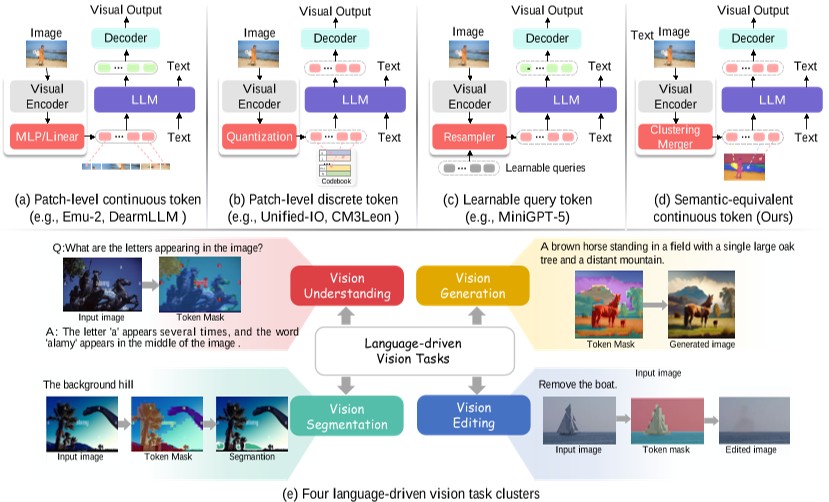 Visual Output
Image
Decoder
Text
Visual Encoder
LLM
MLP/Linear
Text
(a) Patch-level continuous token
(e.g., Emu-2, DearmLLM )
Visual Output
Image
Decoder
Text
Visual Encoder
LLM
Quantization
Text
Codebook
(b) Patch-level discrete token
(e.g., Unified-IO, CM3Leon )
Visual Output
Image
Decoder
Text
Visual Encoder
LLM
Resampler
Text
Learnable queries
(c) Learnable query token
(e.g., MiniGPT-5)
Visual Output
Text
Image
Decoder
Text
Visual Encoder
LLM
Clustering
Merger
Text
(d) Semantic-equivalent
continuous token (Ours)
Q:What are the letters appearing in the image?
Input image
Token Mask
A: The letter 'a' appears several times, and the word
'alamy' appears in the middle of the image .
Vision
Understanding
Vision
Generation
A brown horse standing in a field with a single large oak
tree and a distant mountain.
Token Mask
Generated image
Language-driven
Vision Tasks
The background hill
Input image
Token Mask
Segmantion
Vision
Segmentation
Vision
Editing
Input image
Remove the boat.
Input image
Token mask
Edited image
(e) Four language-driven vision task clusters